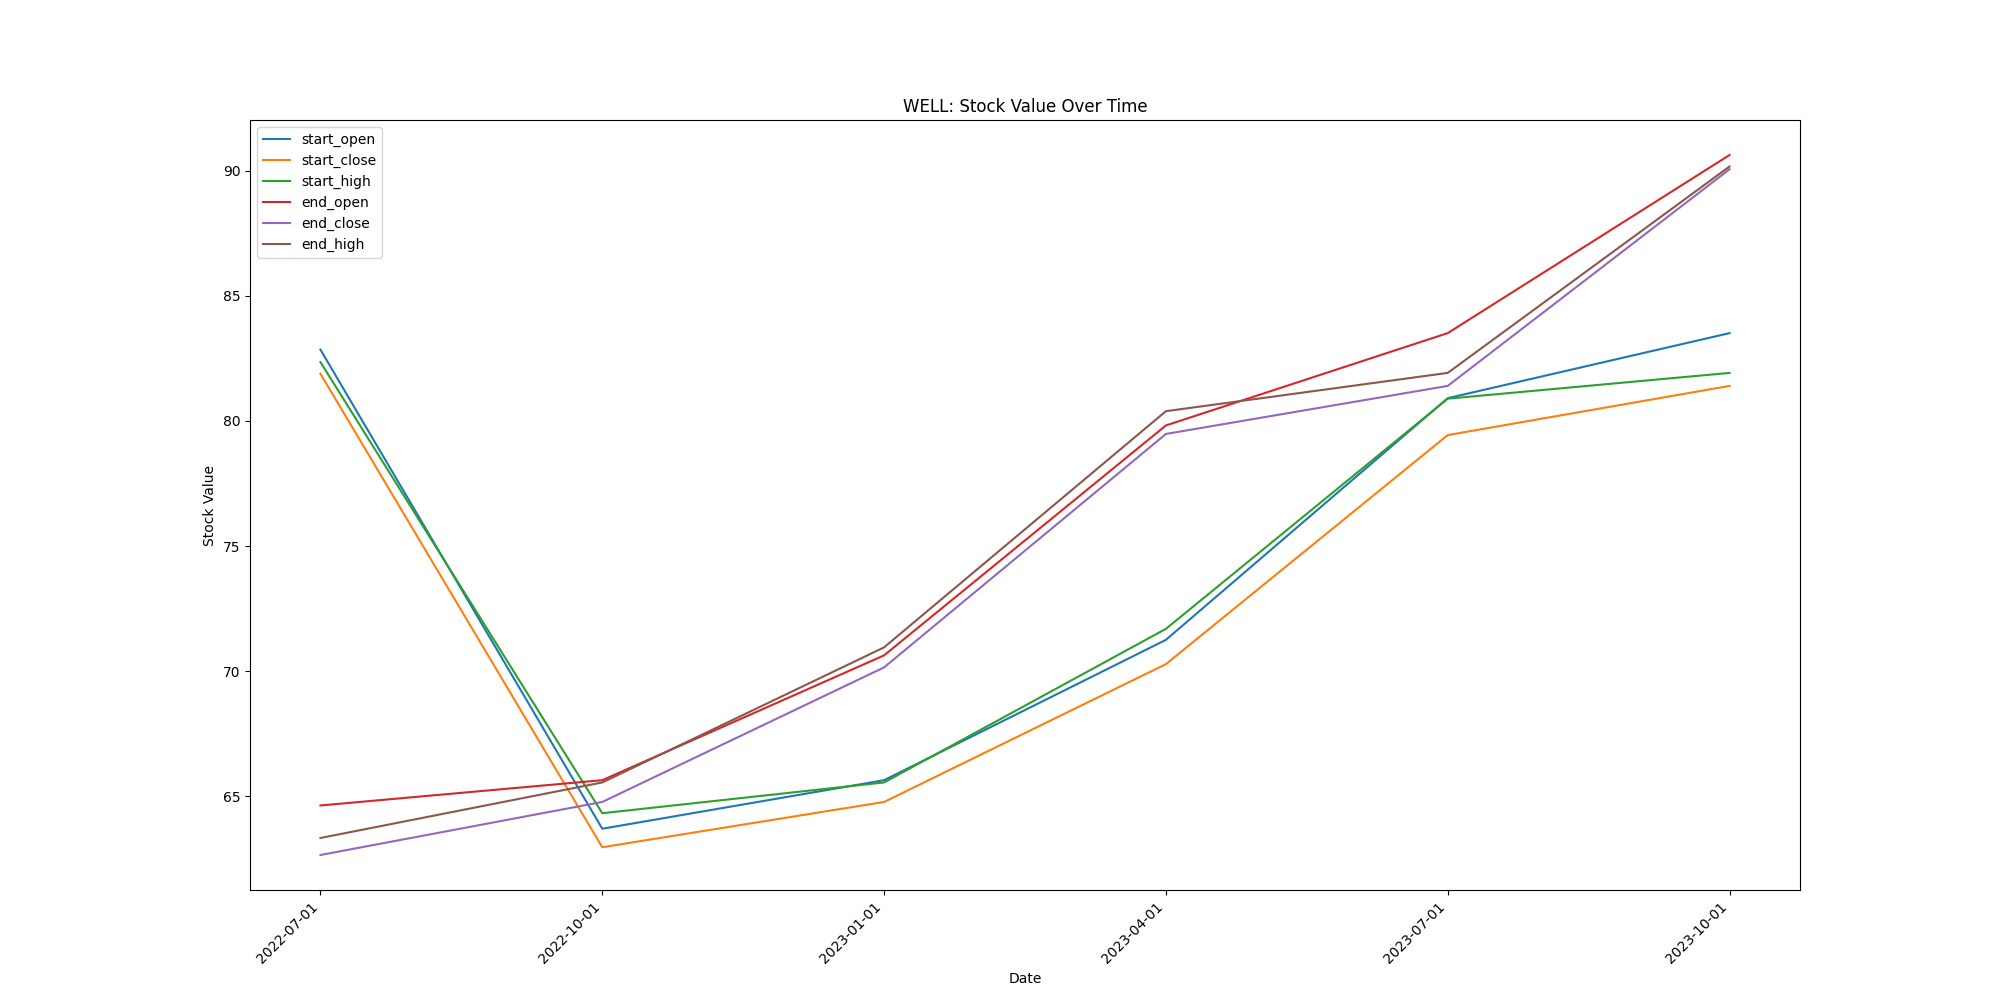 WELL: Stock Value Over Time
start_open
start_close
start_high
end_open
end_close
end_high
90
85
80
75
70
65
Stock Value
2022-07-01
2022-10-01
2023-01-01
2023-04-01
2023-07-01
2023-10-01
Date